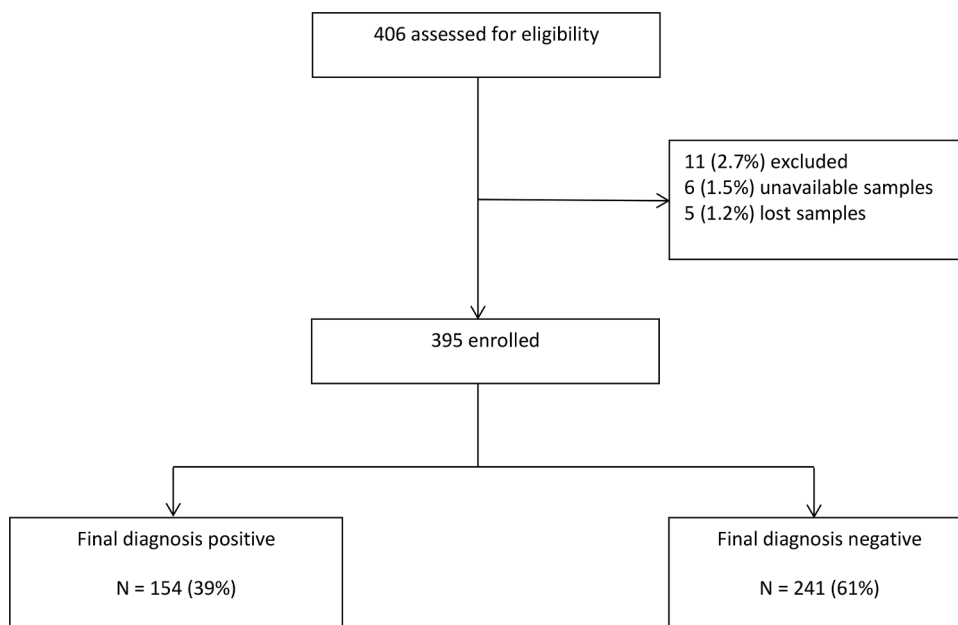 406 assessed for eligibility
11 (2.7%) excluded
6 (1.5%) unavailable samples
5 (1.2%) lost samples
395 enrolled
Final diagnosis positive
N = 154 (39%)
Final diagnosis negative
N = 241 (61%)